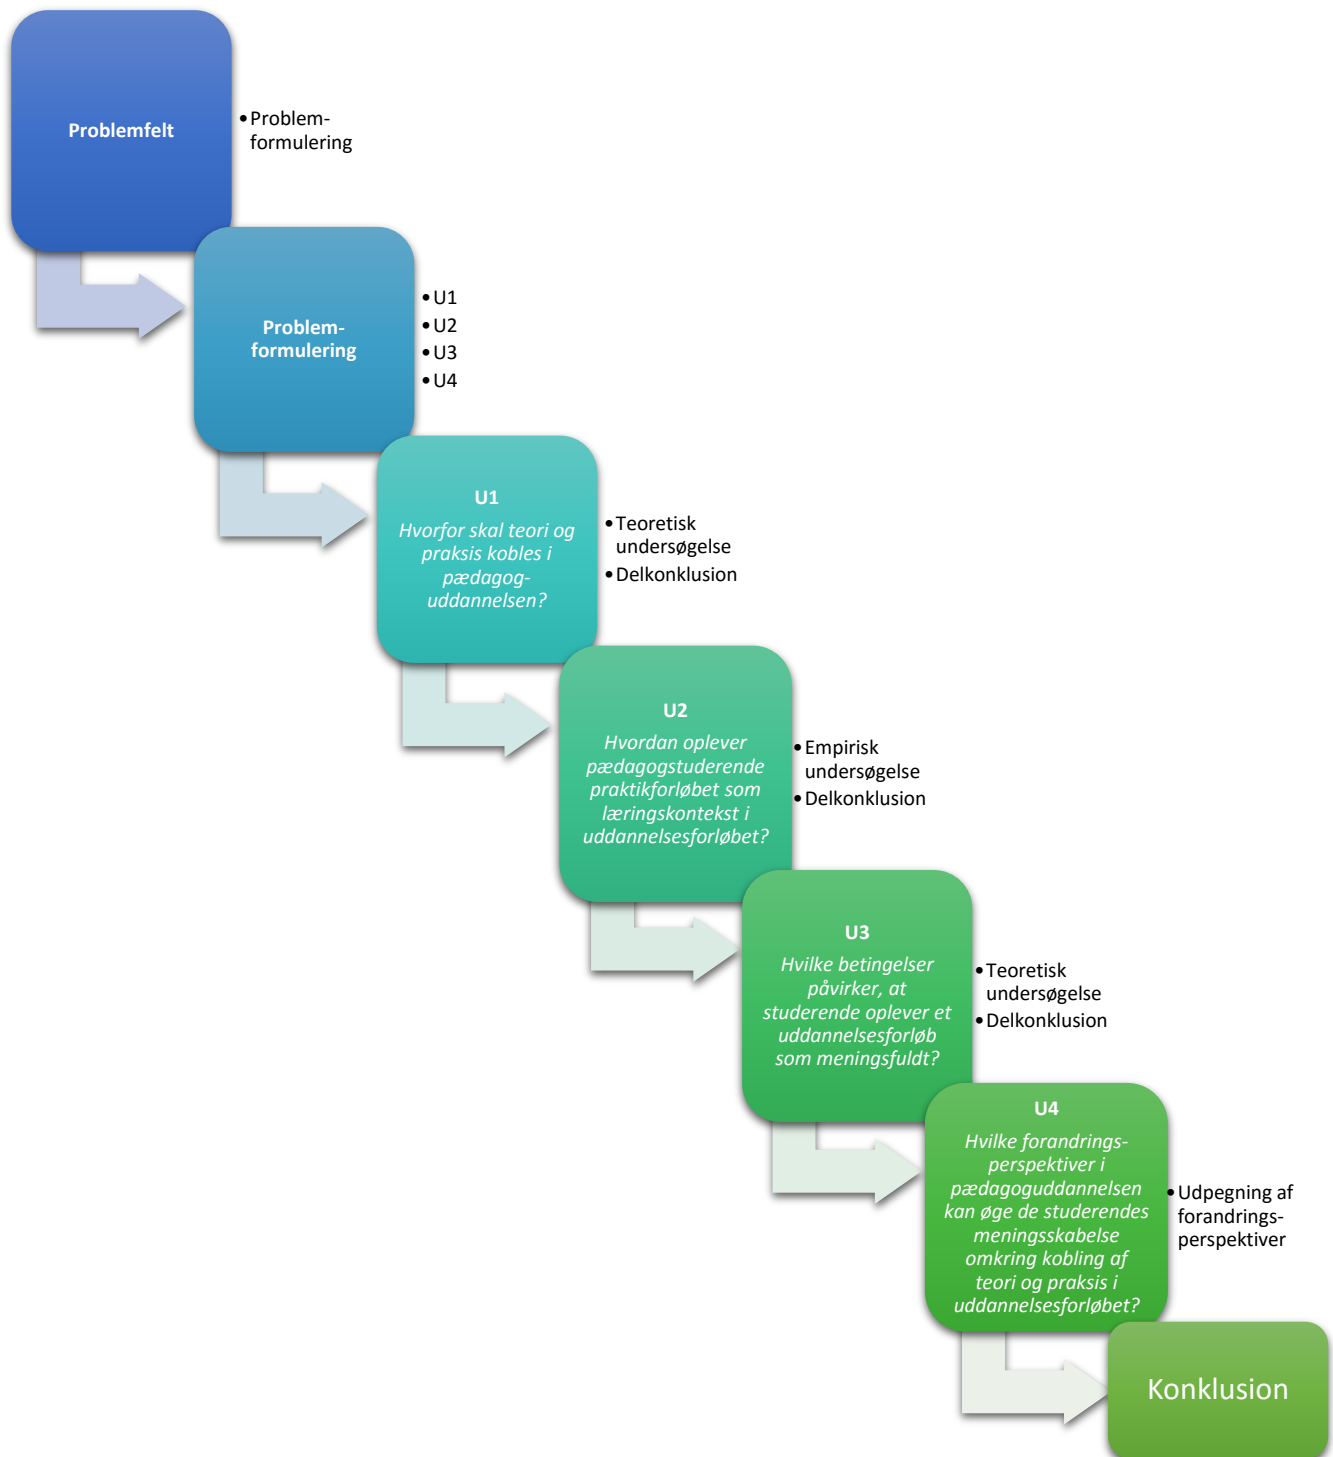 Problemfelt
•Problem-
formulering
Problem-
formulering
•U1
•U2
•U3
•U4
U1
Hvorfor skal teori og
praksis kobles i
pædagog-
uddannelsen?
•Teoretisk
undersøgelse
•Delkonklusion
U2
Hvordan oplever
pædagogstuderende
praktikforløbet som
læringskontekst i
uddannelsesforløbet?
•Empirisk
undersøgelse
•Delkonklusion
U3
Hvilke betingelser
påvirker, at
studerende oplever et
uddannelsesforløb
som meningsfuldt?
•Teoretisk
undersøgelse
•Delkonklusion
U4
Hvilke forandrings-
perspektiver i
pædagoguddannelsen
kan øge de studerendes
meningsskabelse
omkring kobling af
teori og praksis i
uddannelsesforløbet?
•Udpegning af
forandrings-
perspektiver
Konklusion